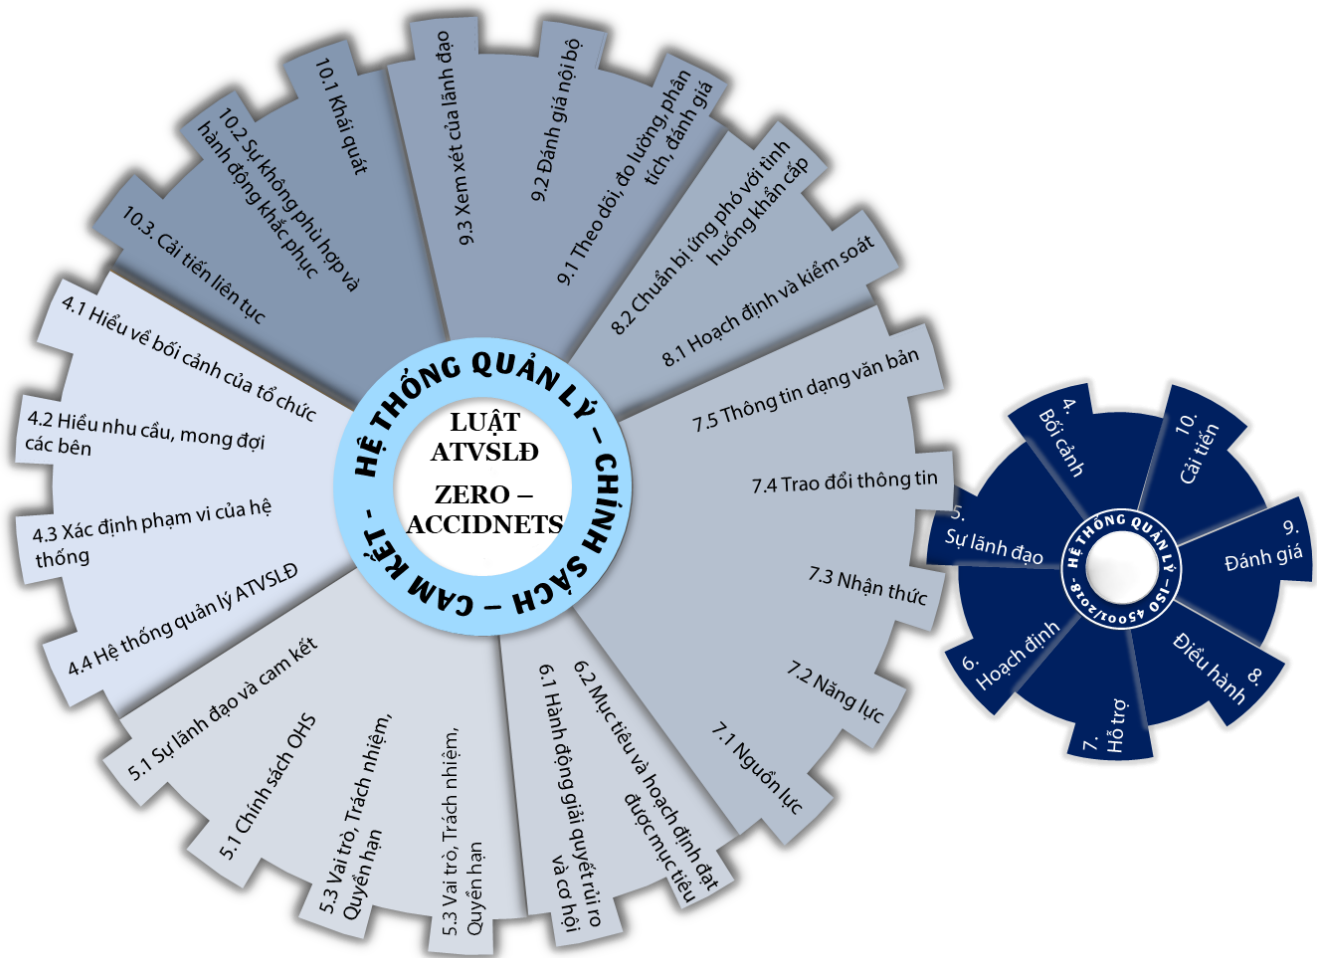 4.1 Hiểu về bối cảnh của tổ chức
4.2 Hiểu nhu cầu, mong đợi
các bên
4.3 Xác định phạm vi của hệ
thống
4.4 Hệ thống quản lý ATVSLĐ
5.1 Sự lãnh đạo và cam kết
5.1 Chính sách OHS
5.3 Vai trò, Trách nhiệm,
Quyền hạn
5.3 Vai trò, Trách nhiệm,
Quyền hạn
6.1 Hành động giải quyết rủi ro
và cơ hội
6.2 Mục tiêu và hoạch định đạt
được mục tiêu
7.1 Nguồn lực
7.2 Năng lực
7.3 Nhận thức
7.4 Trao đổi thông tin
7.5 Thông tin dạng văn bản
8.1 Hoạch định và kiểm soát
8.2 Chuẩn bị ứng phó với tình
huống khẩn cấp
9.1 Theo dõi, đo lường, phân
tích, đánh giá
9.2 Đánh giá nội bộ
9.3 Xem xét của lãnh đạo
10.1 Khái quát
10.2 Sự không phù hợp và
hành động khắc phục
10.3. Cải tiến liên tục
HỆ THỐNG QUẢN LÝ – CHÍNH SÁCH – CAM KẾT -
LUẬT
ATVSLĐ
ZERO –
ACCIDNETS
4.
Bối cảnh
5.
Sự lãnh đạo
6.
Hoạch định
7.
Hỗ trợ
8.
Điều hành
9.
Đánh giá
10.
Cải tiến
HỆ THỐNG QUẢN LÝ – ISO 45001/2018 -